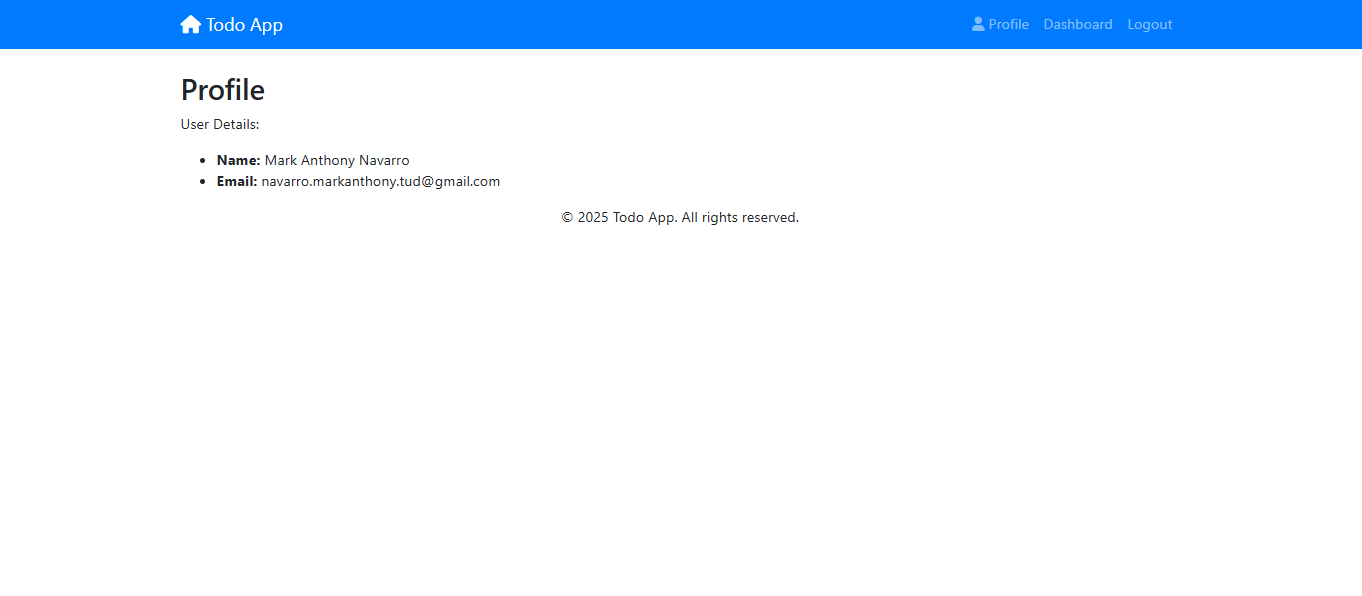 Todo App
Profile Dashboard Logout
Profile
User Details:
Name: Mark Anthony Navarro
Email: navarro.markanthony.tud@gmail.com
© 2025 Todo App. All rights reserved.